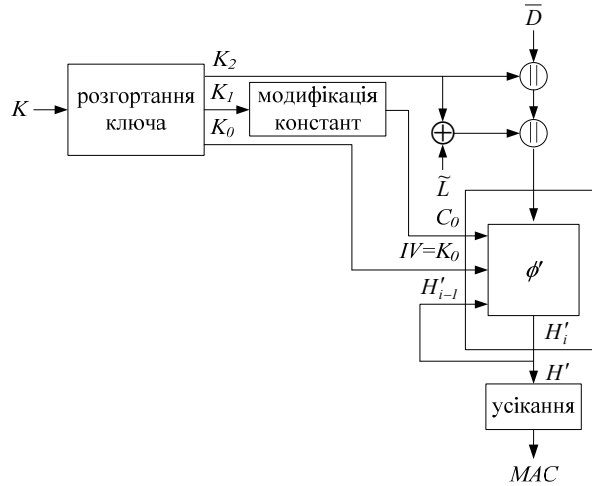 D̅
K₂
||
K
розгортання
ключа
K₁
модифікація
констант
K₀
||
L̃
C₀
IV=K₀
ϕ′
H′ᵢ₋₁
H′ᵢ
H′
усікання
MAC